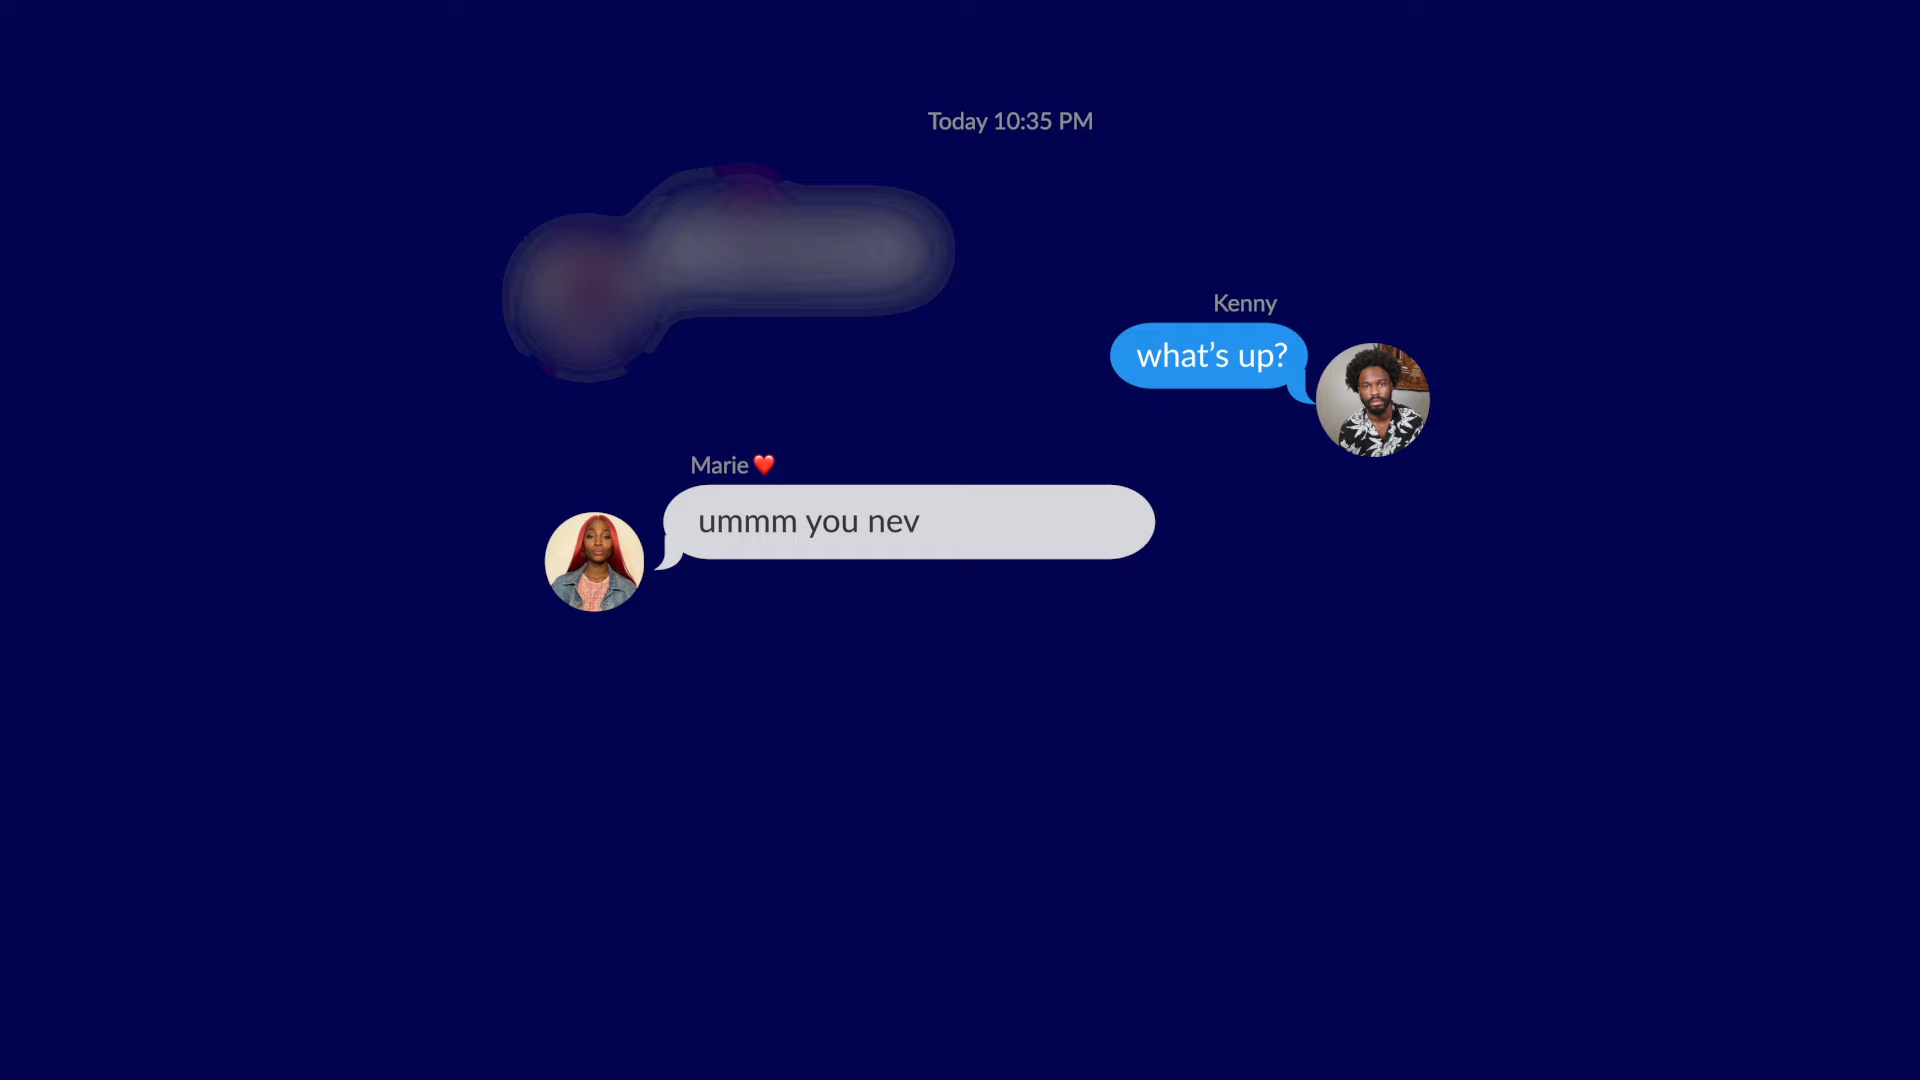 Today 10:35 PM
Kenny
what’s up?
Marie❤️
ummm you nev